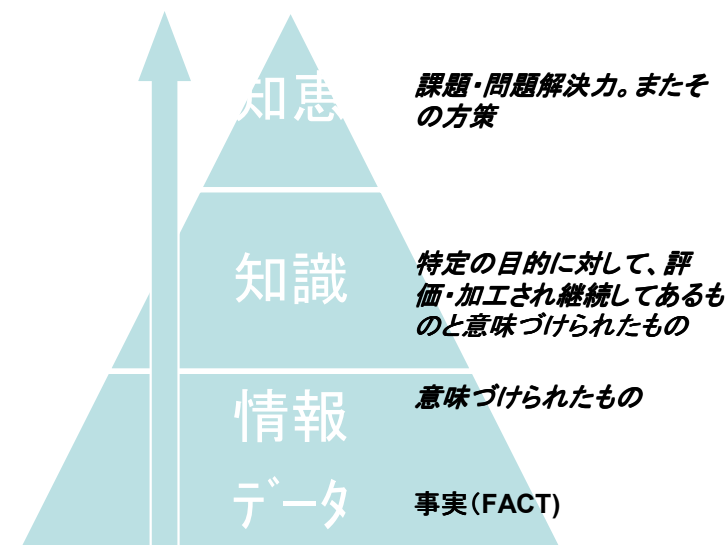 知恵
課題・問題解決力。またそ
の方策
知識
特定の目的に対して、評
価・加工され継続してあるも
のと意味づけられたもの
情報
意味づけられたもの
データ
事実（FACT)